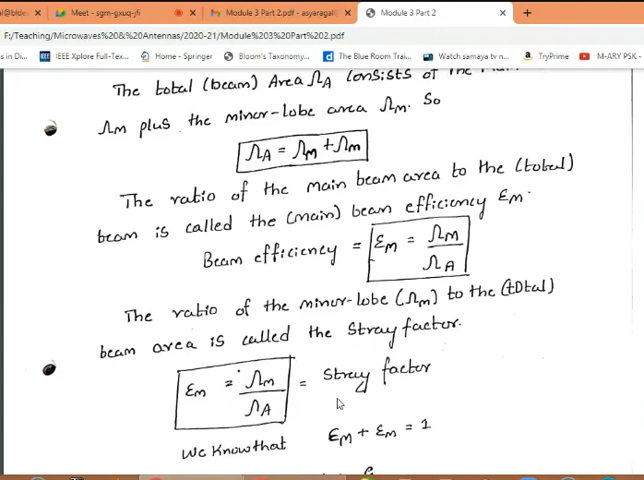 al@blde
Meet - sgm-gxuq-jfi
Module 3 Part 2.pdf - asyaragal@
Module 3 Part 2
F:/Teaching/Microwaves%20&%20Antennas/2020-21/Module%203%20Part%202.pdf
s in Di...
IEEE Xplore Full-Tex...
Home - Springer
Bloom's Taxonomy...
The Blue Room Trai...
Watch samaya tv n...
TryPrime
M-ARY PSK -
The total (beam) Area ΩA Consists of the
ΩM plus the minor-lobe area Ωm. So
ΩA = ΩM + Ωm
The ratio of the main beam area to the (total)
beam is called the (main) beam efficiency εM.
Beam efficiency = εM = ΩM / ΩA
The ratio of the minor-lobe (Ωm) to the (total)
beam area is called the Stray factor.
εm = Ωm / ΩA = Stray factor
We Know that εM + εm = 1